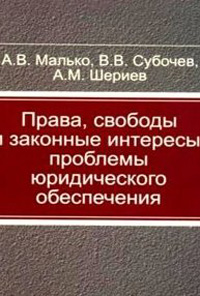 А.В. Малько, В.В. Субочев,
А.М. Шериев
Права, свободы
и законные интересы
проблемы
юридического
обеспечения